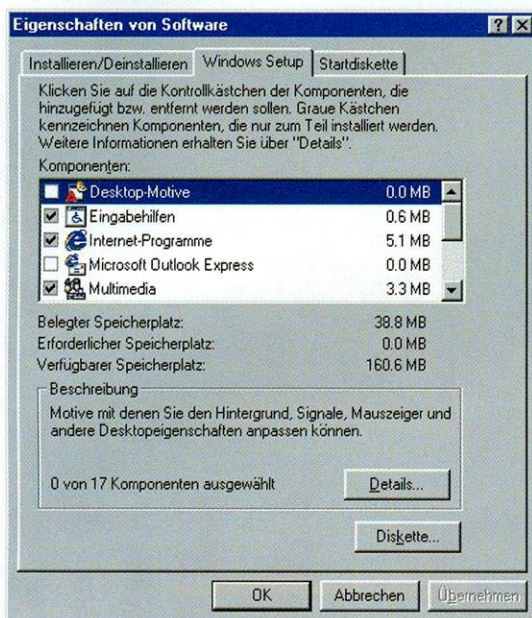 Eigenschaften von Software
Installieren/Deinstallieren Windows Setup Startdiskette
Klicken Sie auf die Kontrollkästchen der Komponenten, die
hinzugefügt bzw. entfernt werden sollen. Graue Kästchen
kennzeichnen Komponenten, die nur zum Teil installiert werden.
Weitere Informationen erhalten Sie über "Details".
Komponenten:
Desktop-Motive 0.0 MB
Eingabehilfen 0.6 MB
Internet-Programme 5.1 MB
Microsoft Outlook Express 0.0 MB
Multimedia 3.3 MB
Belegter Speicherplatz: 38.8 MB
Erforderlicher Speicherplatz: 0.0 MB
Verfügbarer Speicherplatz: 160.6 MB
Beschreibung
Motive mit denen Sie den Hintergrund, Signale, Mauszeiger und
andere Desktopeigenschaften anpassen können.
0 von 17 Komponenten ausgewählt Details...
Diskette...
OK Abbrechen Übernehmen